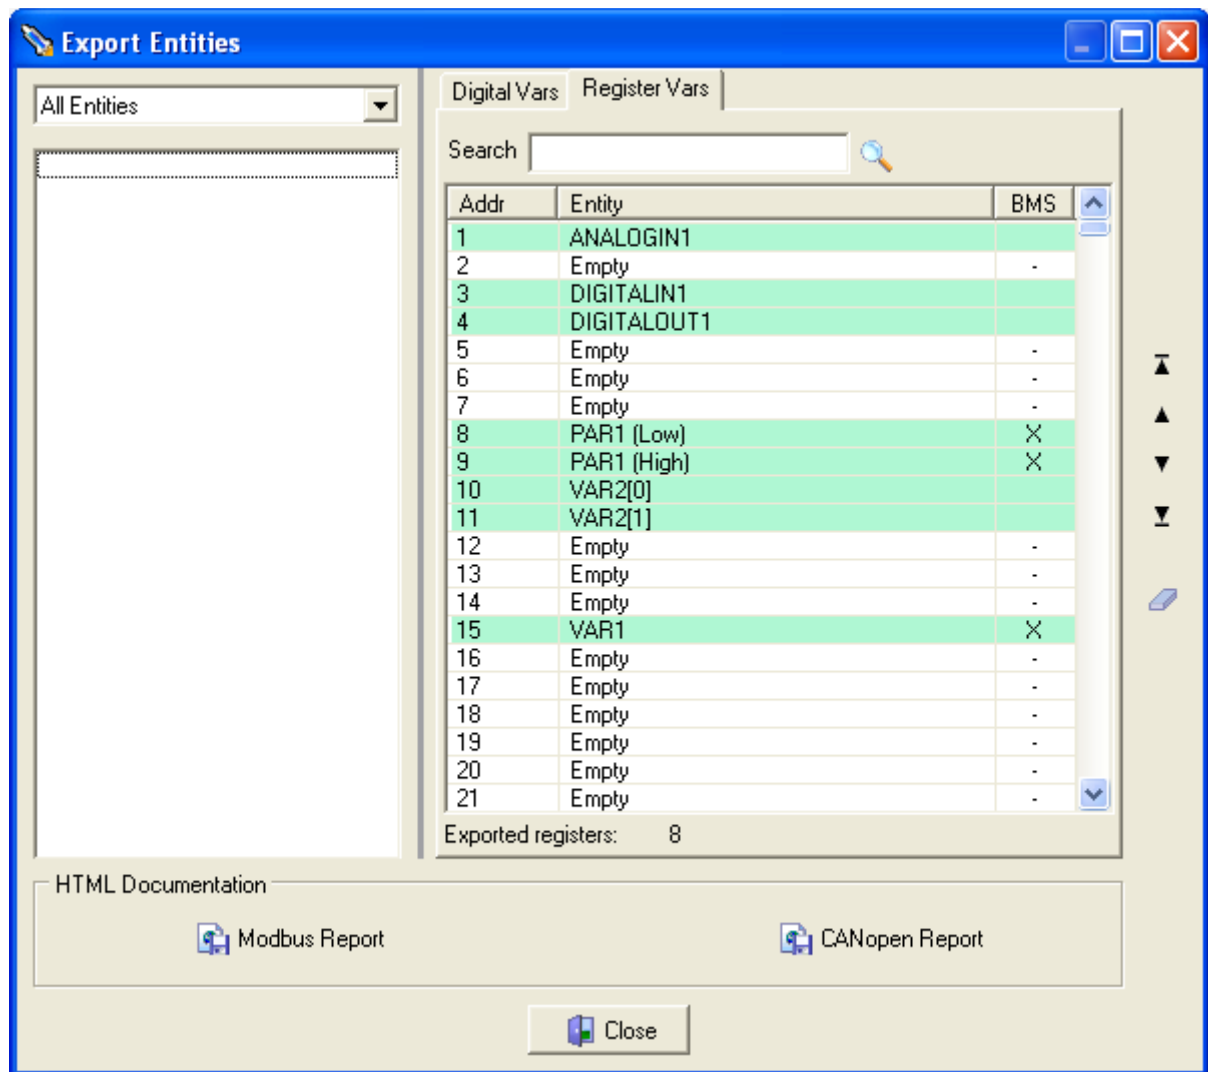 Export Entities
All Entities
Digital Vars Register Vars
Search
Addr Entity BMS
1 ANALOGIN1
2 Empty -
3 DIGITALIN1
4 DIGITALOUT1
5 Empty -
6 Empty -
7 Empty -
8 PAR1 (Low) X
9 PAR1 (High) X
10 VAR2[0]
11 VAR2[1]
12 Empty -
13 Empty -
14 Empty -
15 VAR1 X
16 Empty -
17 Empty -
18 Empty -
19 Empty -
20 Empty -
21 Empty -
Exported registers: 8
HTML Documentation
Modbus Report CANopen Report
Close